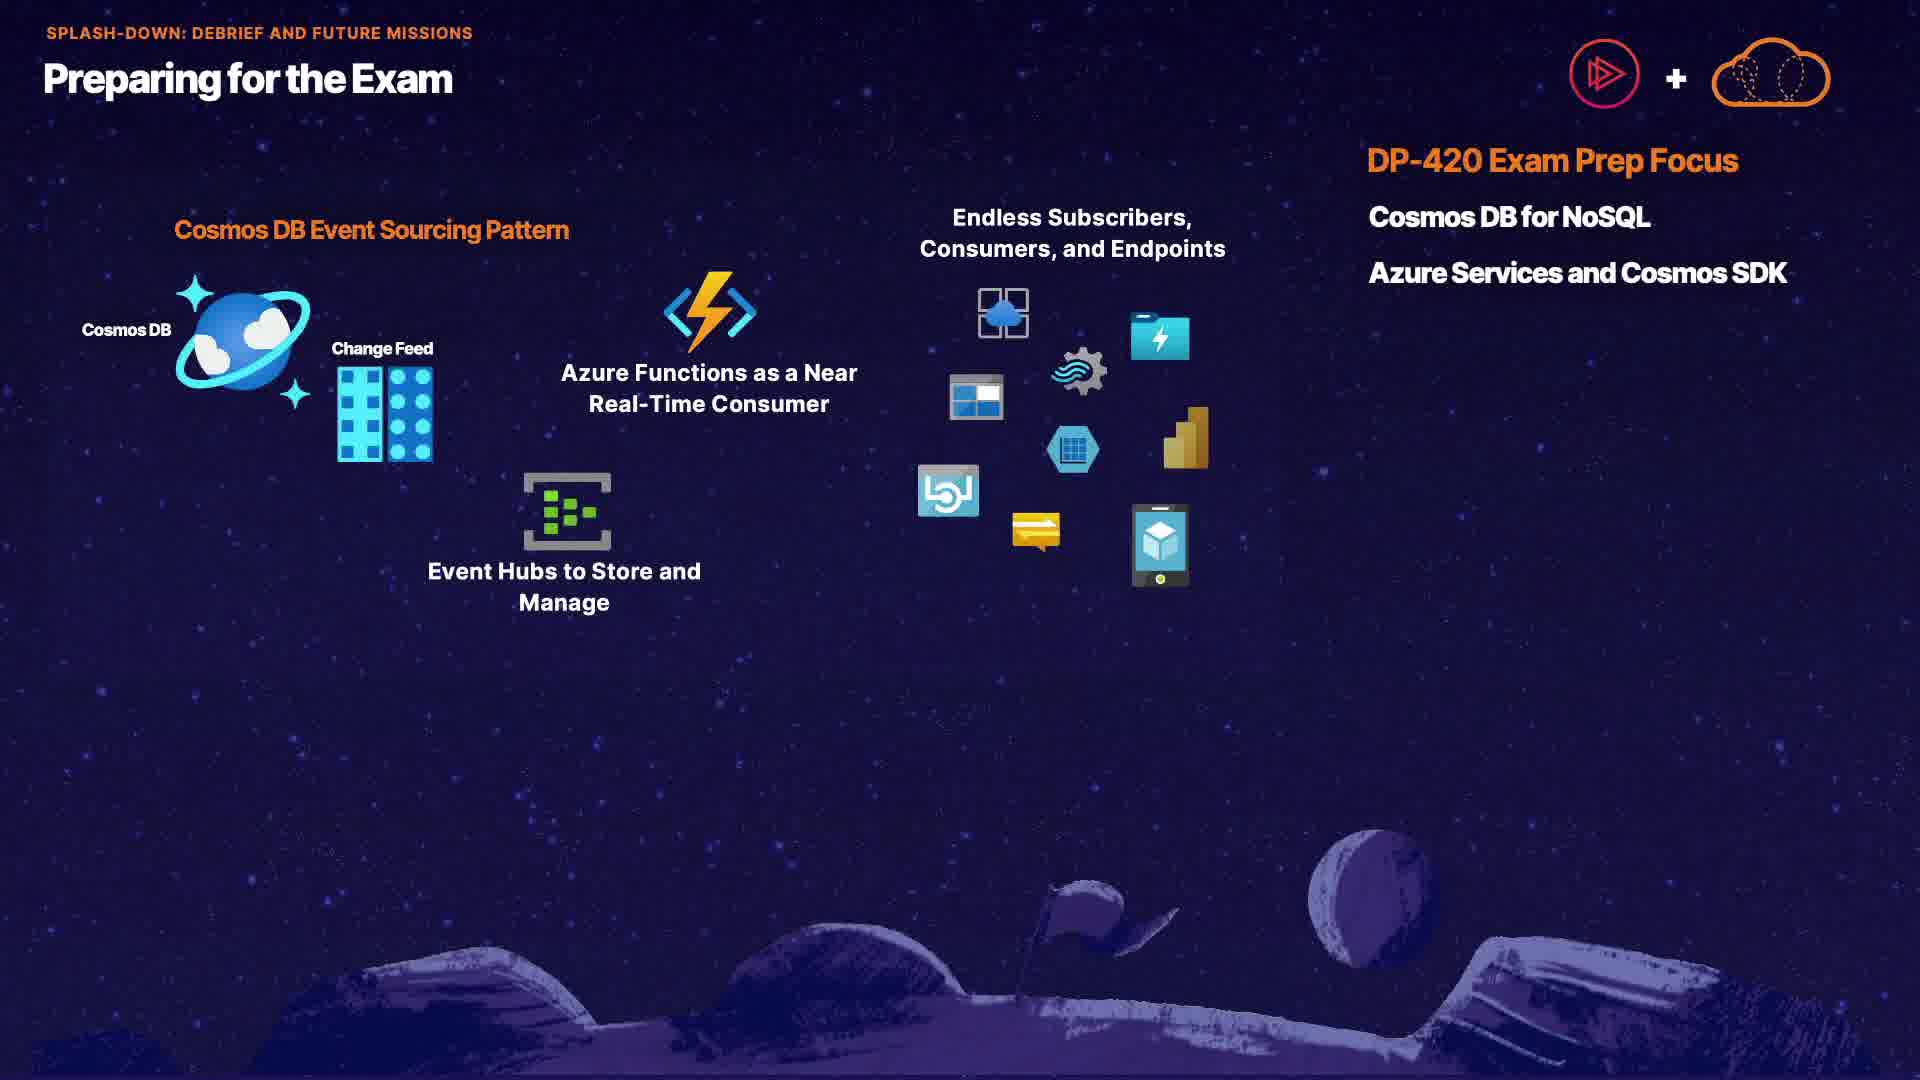 SPLASH-DOWN: DEBRIEF AND FUTURE MISSIONS
Preparing for the Exam
Cosmos DB Event Sourcing Pattern
Cosmos DB
Change Feed
Azure Functions as a Near
Real-Time Consumer
Event Hubs to Store and
Manage
Endless Subscribers,
Consumers, and Endpoints
+
DP-420 Exam Prep Focus
Cosmos DB for NoSQL
Azure Services and Cosmos SDK